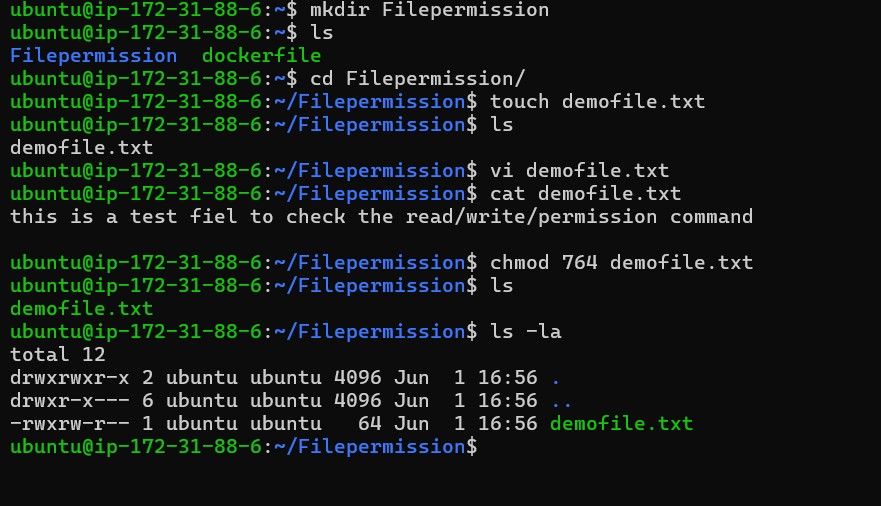 ubuntu@ip-172-31-88-6:~$ mkdir Filepermission
ubuntu@ip-172-31-88-6:~$ ls
Filepermission  dockerfile
ubuntu@ip-172-31-88-6:~$ cd Filepermission/
ubuntu@ip-172-31-88-6:~/Filepermission$ touch demofile.txt
ubuntu@ip-172-31-88-6:~/Filepermission$ ls
demofile.txt
ubuntu@ip-172-31-88-6:~/Filepermission$ vi demofile.txt
ubuntu@ip-172-31-88-6:~/Filepermission$ cat demofile.txt
this is a test fiel to check the read/write/permission command
ubuntu@ip-172-31-88-6:~/Filepermission$ chmod 764 demofile.txt
ubuntu@ip-172-31-88-6:~/Filepermission$ ls
demofile.txt
ubuntu@ip-172-31-88-6:~/Filepermission$ ls -la
total 12
drwxrwxr-x 2 ubuntu ubuntu 4096 Jun  1 16:56 .
drwxr-x--- 6 ubuntu ubuntu 4096 Jun  1 16:56 ..
-rwxrw-r-- 1 ubuntu ubuntu   64 Jun  1 16:56 demofile.txt
ubuntu@ip-172-31-88-6:~/Filepermission$